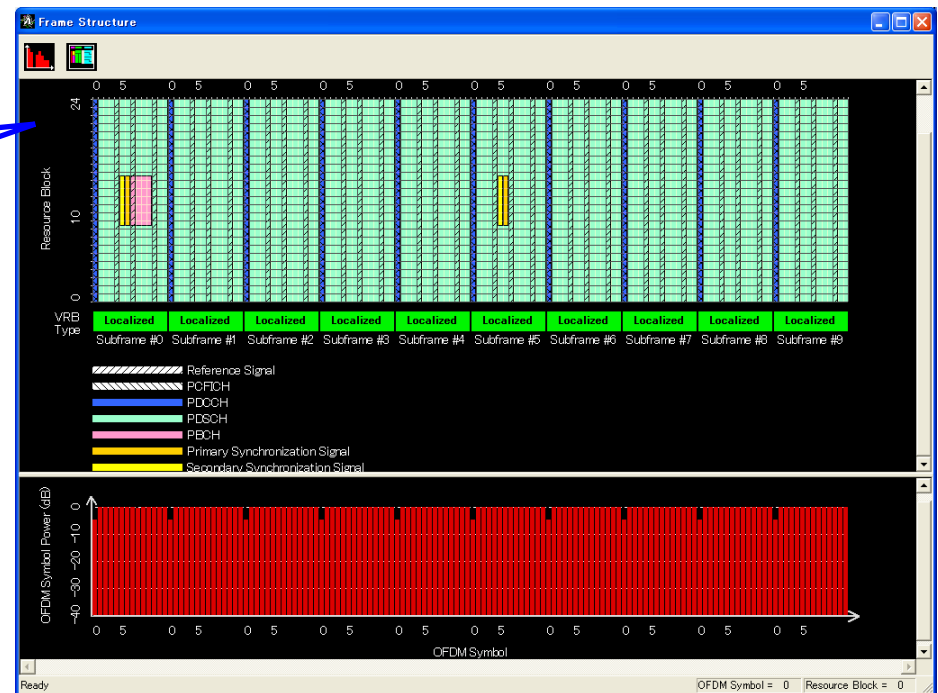 Frame Structure
0 5 0 5 0 5 0 5 0 5 0 5 0 5 0 5 0 5 0 5
24
10
0
Resource Block
VRB Type
Localized Localized Localized Localized Localized Localized Localized Localized Localized Localized
Subframe #0 Subframe #1 Subframe #2 Subframe #3 Subframe #4 Subframe #5 Subframe #6 Subframe #7 Subframe #8 Subframe #9
Reference Signal
PCFICH
PDCCH
PDSCH
PBCH
Primary Synchronization Signal
Secondary Synchronization Signal
OFDM Symbol Power (dB)
0
-10
-20
-30
-40
0 5 0 5 0 5 0 5 0 5 0 5 0 5 0 5 0 5 0 5
OFDM Symbol
Ready
OFDM Symbol = 0 Resource Block = 0